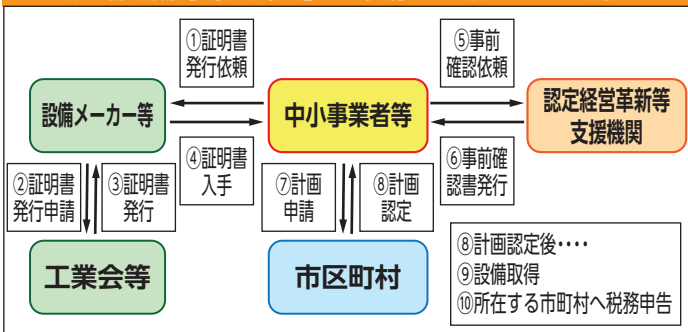 ①証明書
発行依頼
⑤事前
確認依頼
設備メーカー等
中小事業者等
認定経営革新等
支援機関
④証明書
入手
⑥事前確
認書発行
②証明書
発行申請
③証明書
発行
⑦計画
申請
⑧計画
認定
工業会等
市区町村
⑧計画認定後‥‥
⑨設備取得
⑩所在する市町村へ税務申告